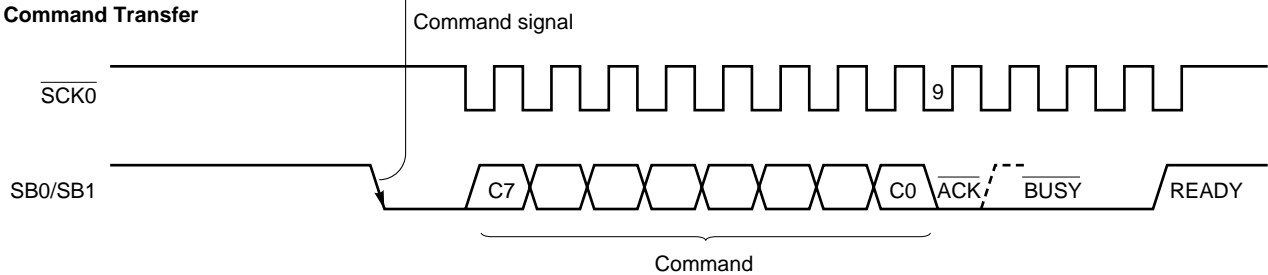 Command Transfer
Command signal
SCK0
9
SB0/SB1
C7
C0
ACK
BUSY
READY
Command